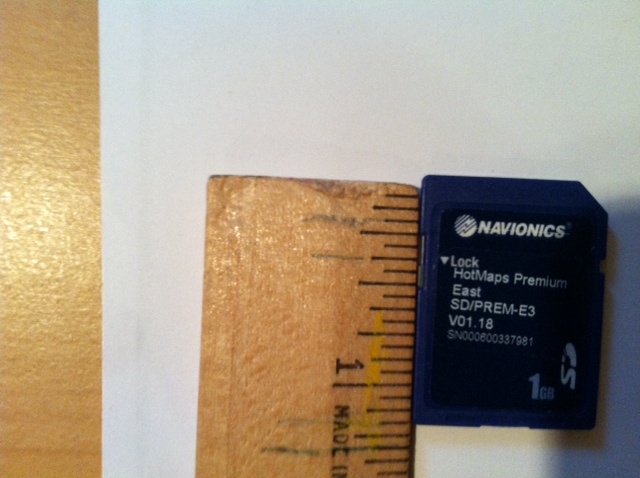 NAVIONICS
Lock
HotMaps Premium
East
SD/PREM-E3
V01.18
SN000600337981
1GB
SD
1
MADE IN